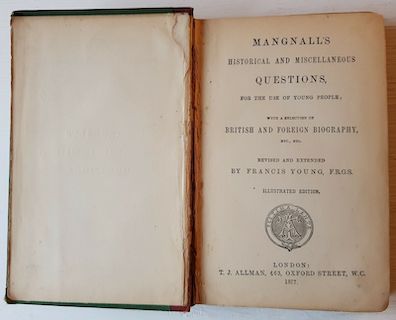 MANGNALL'S
HISTORICAL AND MISCELLANEOUS
QUESTIONS,
FOR THE USE OF YOUNG PEOPLE;
WITH A SELECTION OF
BRITISH AND FOREIGN BIOGRAPHY,
ETC., ETC.
REVISED AND EXTENDED
BY FRANCIS YOUNG, F.R.G.S.
ILLUSTRATED EDITION.
LONDON:
T. J. ALLMAN, 463, OXFORD STREET, W.C.
1877.